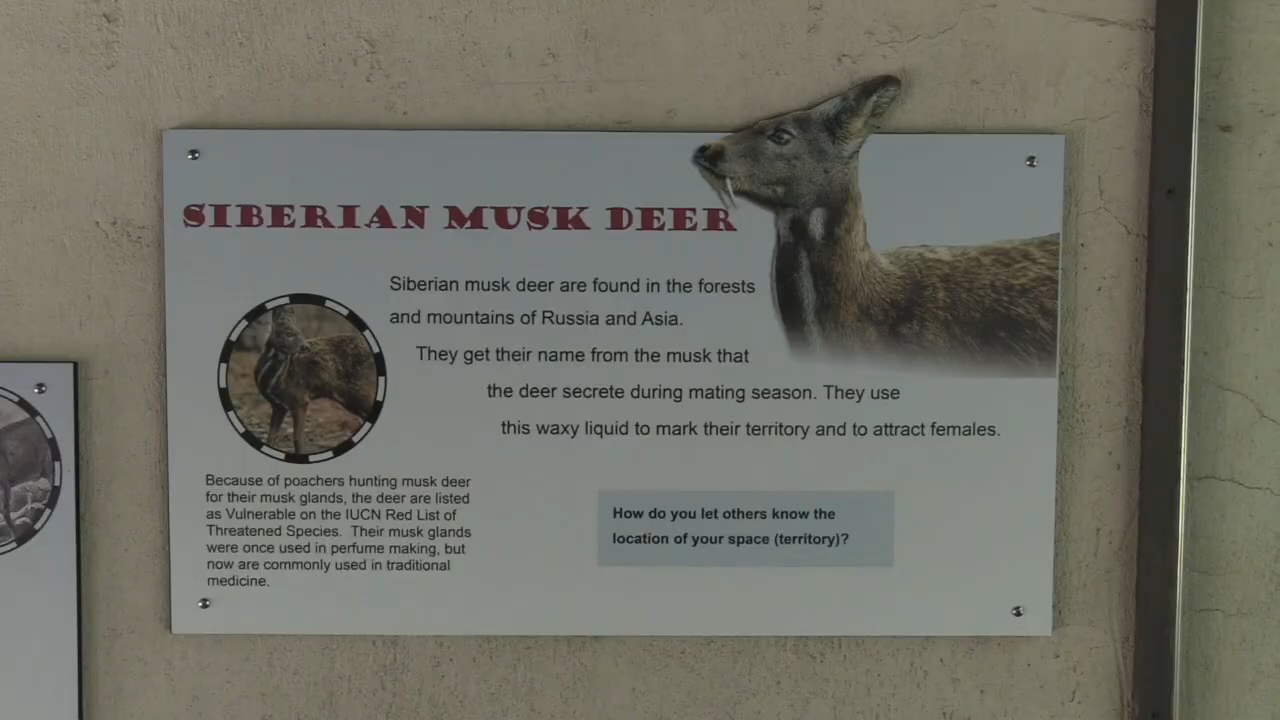 SIBERIAN MUSK DEER
Siberian musk deer are found in the forests
and mountains of Russia and Asia.
They get their name from the musk that
the deer secrete during mating season. They use
this waxy liquid to mark their territory and to attract females.
Because of poachers hunting musk deer
for their musk glands, the deer are listed
as Vulnerable on the IUCN Red List of
Threatened Species. Their musk glands
were once used in perfume making, but
now are commonly used in traditional
medicine.
How do you let others know the
location of your space (territory)?